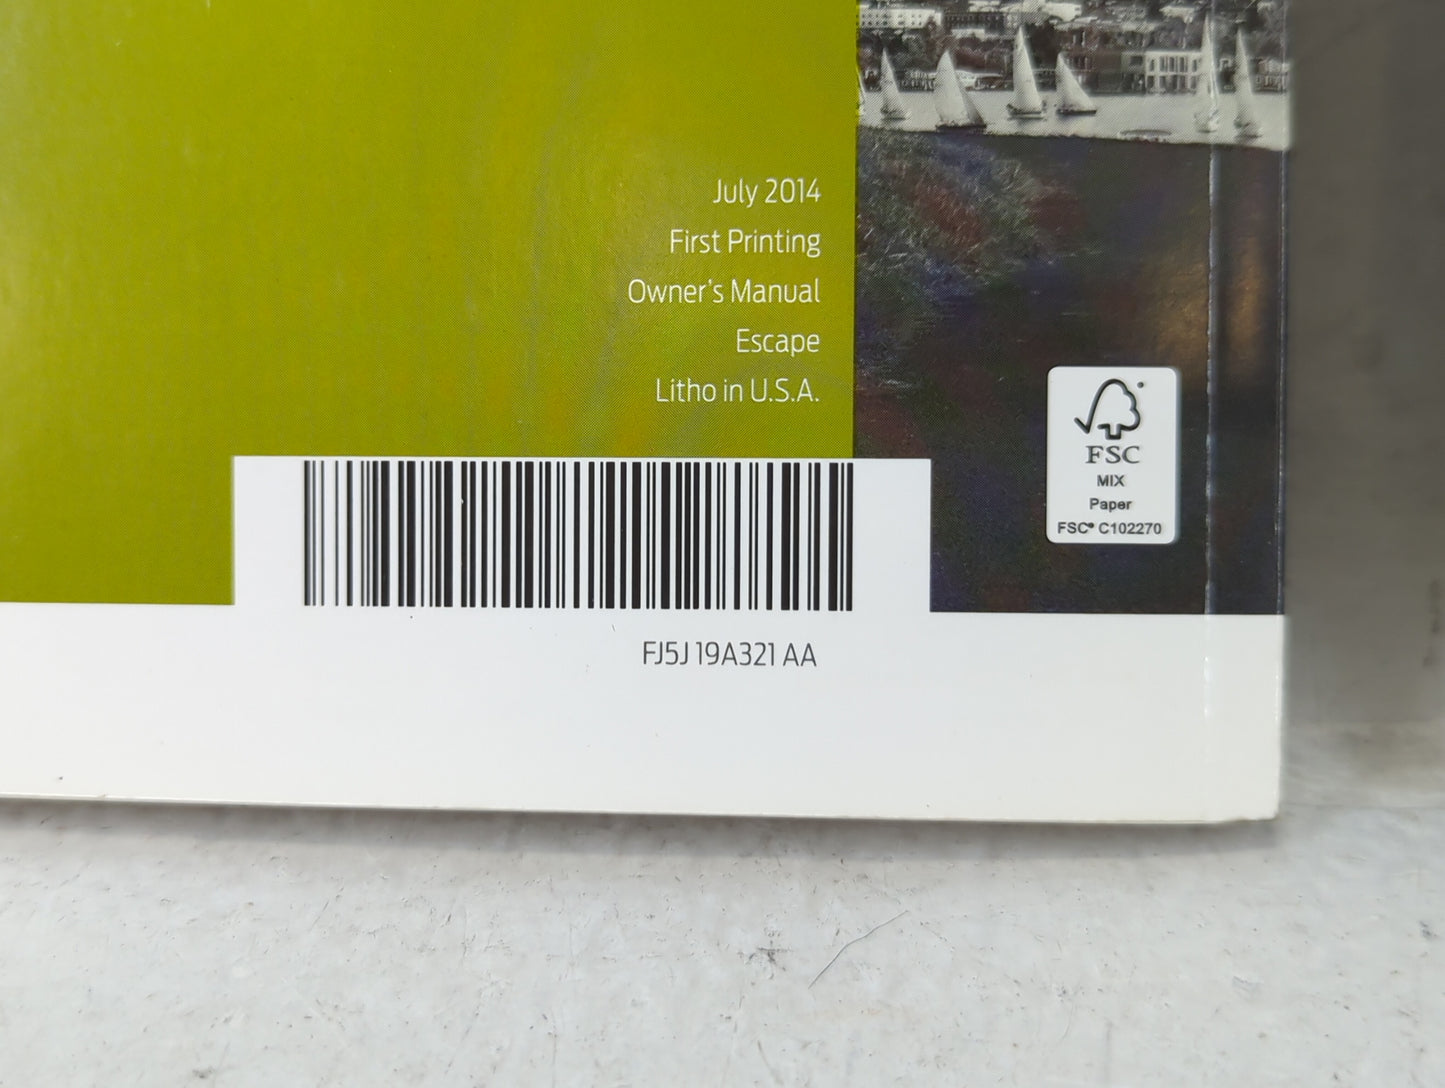 July 2014
First Printing
Owner's Manual
Escape
Litho in U.S.A.
FSC
MIX
Paper
FSC® C102270
FJ5J 19A321 AA